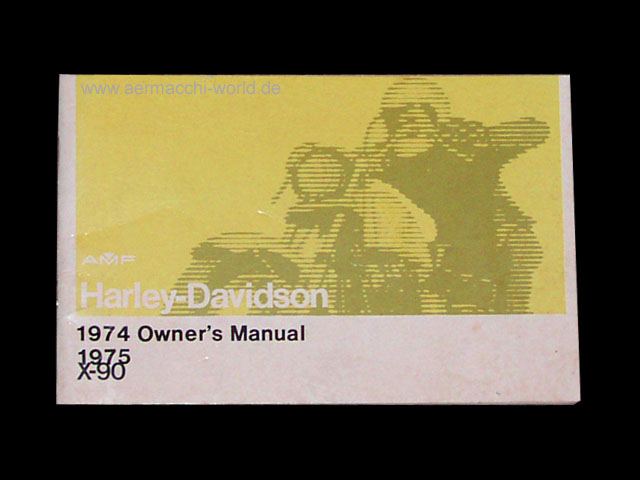 www.aermacchi-world.de
AMF
Harley-Davidson
1974 Owner's Manual
1975
X-90